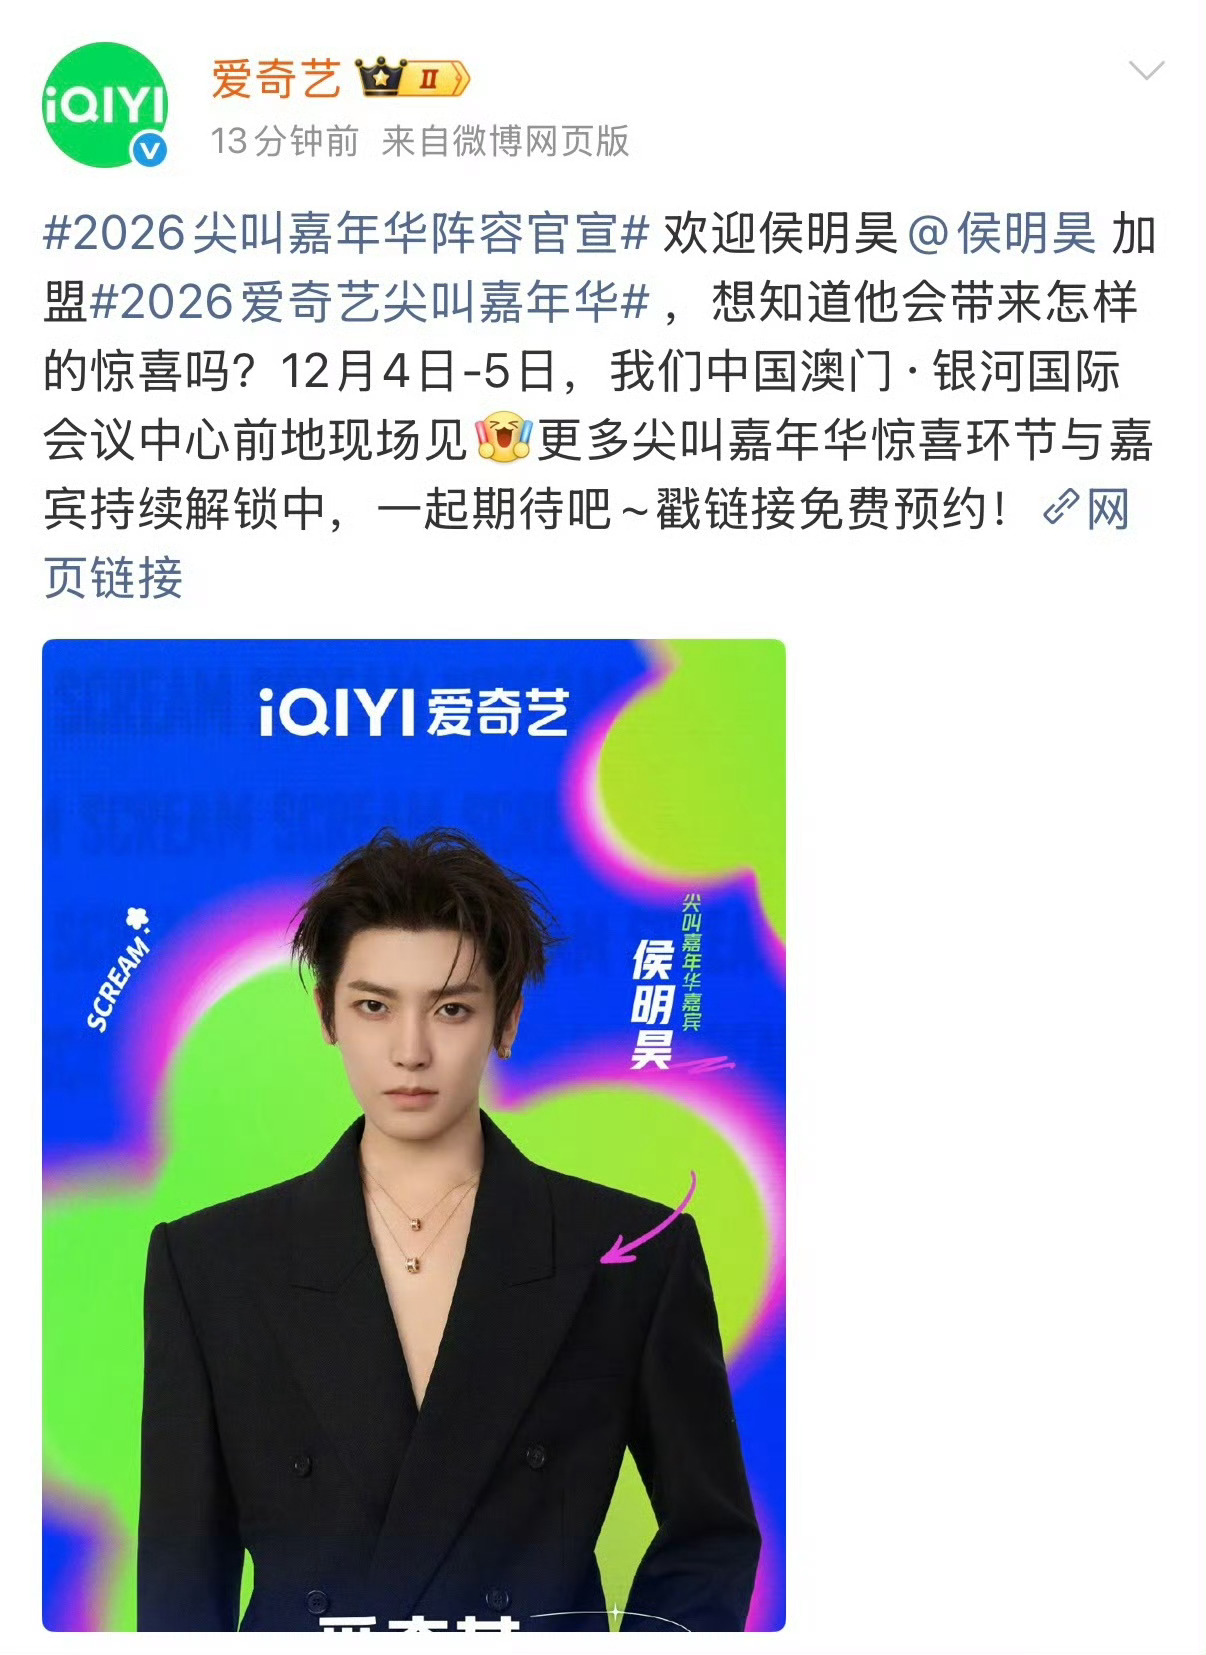 iQIYI
爱奇艺 II
13分钟前 来自微博网页版
#2026尖叫嘉年华阵容官宣# 欢迎侯明昊@侯明昊 加
盟#2026爱奇艺尖叫嘉年华#，想知道他会带来怎样
的惊喜吗？12月4日-5日，我们中国澳门·银河国际
会议中心前地现场见更多尖叫嘉年华惊喜环节与嘉
宾持续解锁中，一起期待吧~戳链接免费预约！网
页链接
iQIYI 爱奇艺
SCREAM
SCREAM SCREAM
SCREAM
尖叫嘉年华嘉宾
侯明昊